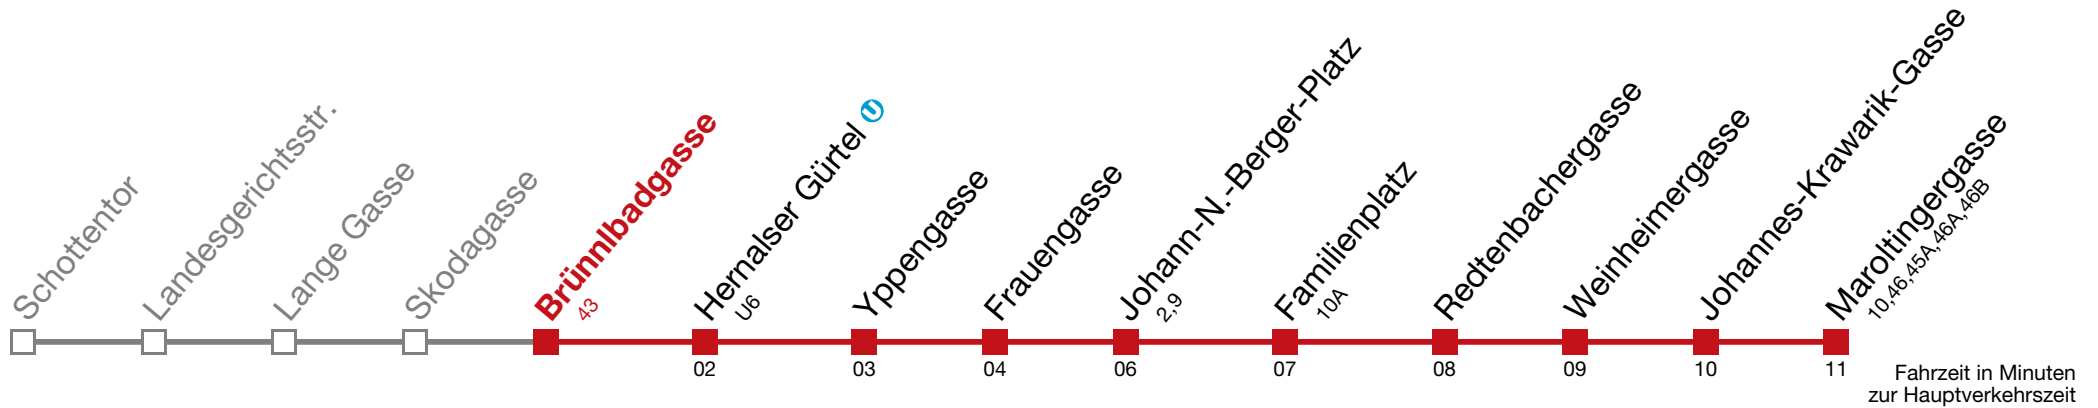 Schottentor
Landesgerichtsstr.
Lange Gasse
Skodagasse
Brünnlbadgasse
43
Hernalser Gürtel U
U6
Yppengasse
Frauengasse
Johann-N.-Berger-Platz
2,9
Familienplatz
10A
Redtenbachergasse
Weinheimergasse
Johannes-Krawarik-Gasse
Maroltingergasse
10,46,45A,46A,46B
02
03
04
06
07
08
09
10
11
Fahrzeit in Minuten
zur Hauptverkehrszeit